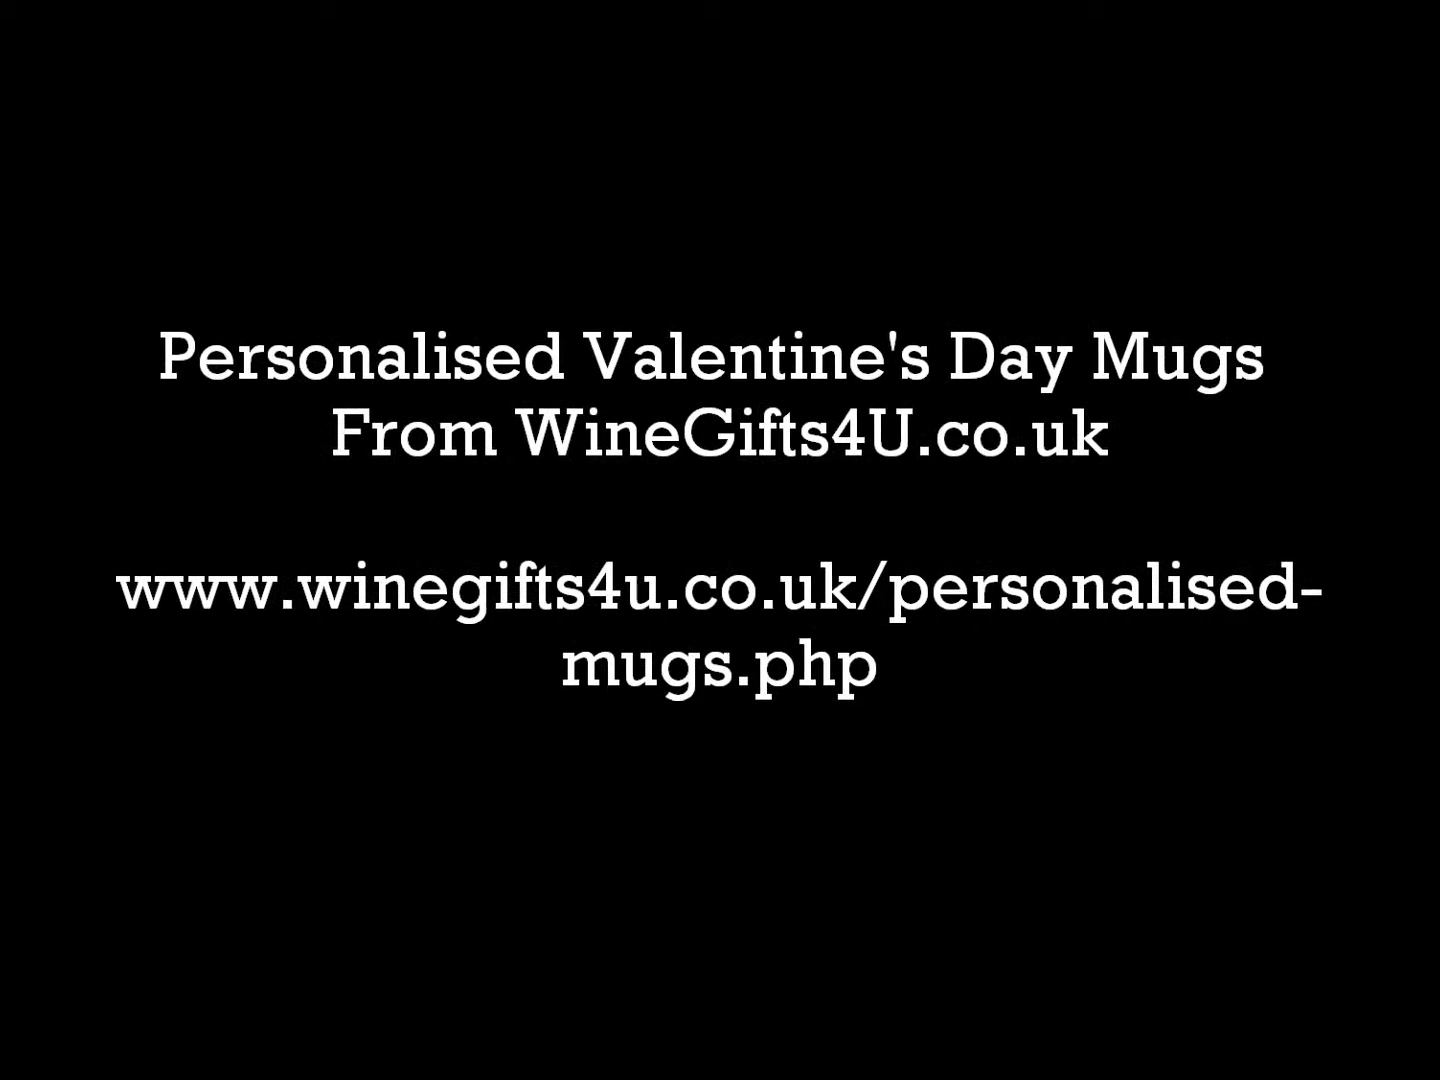 Personalised Valentine's Day Mugs
From WineGifts4U.co.uk
www.winegifts4u.co.uk/personalised-
mugs.php